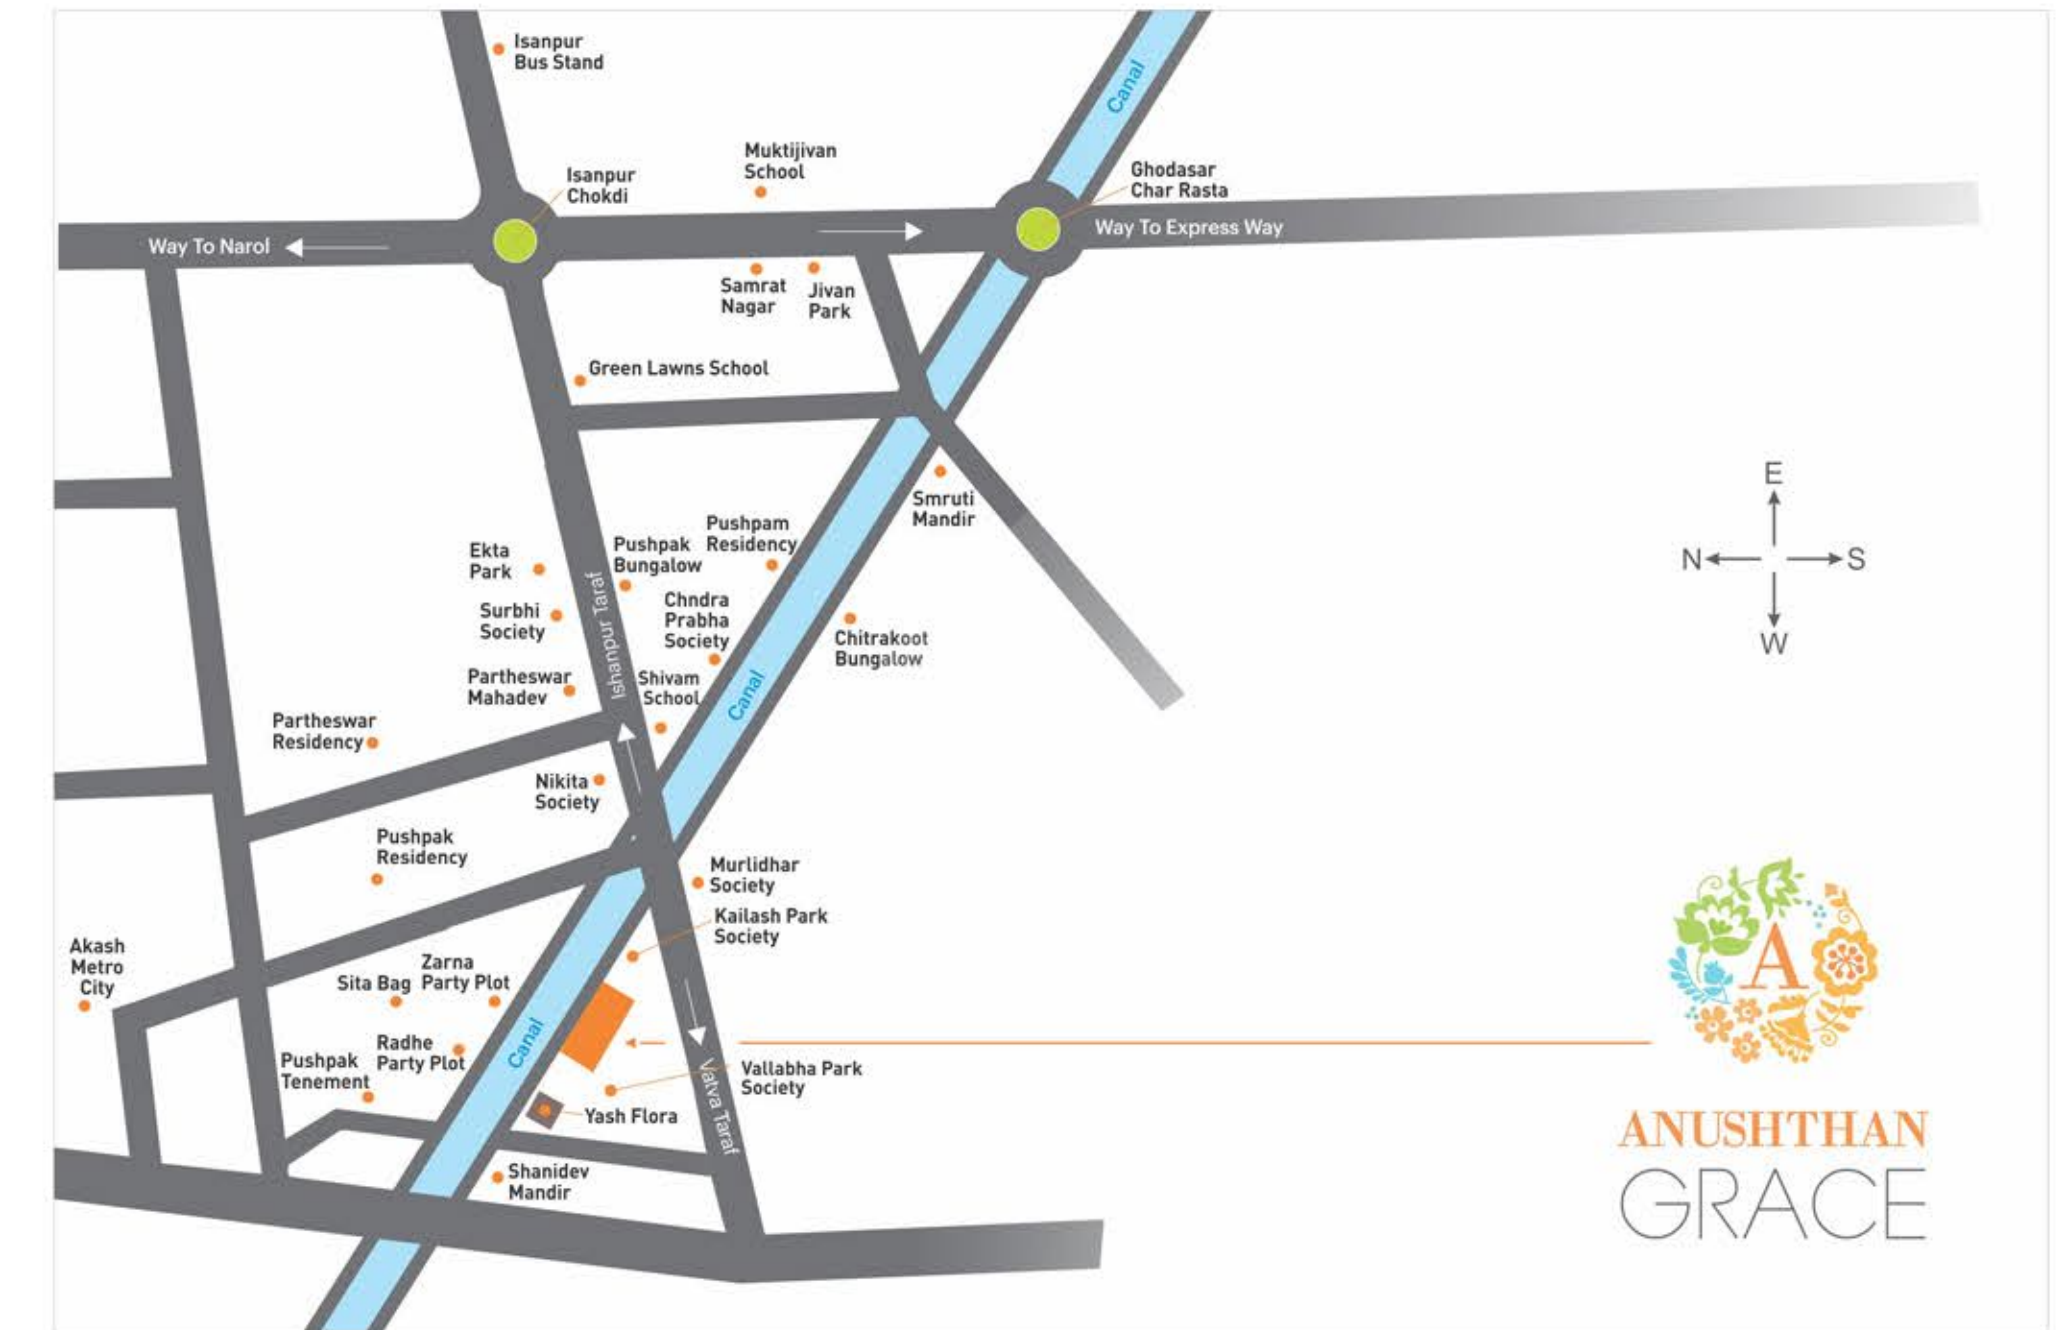 Isanpur
Bus Stand
Canal
Muktijivan
School
Isanpur
Chokdi
Ghodasar
Char Rasta
Way To Narol
Way To Express Way
Samrat
Nagar
Jivan
Park
Green Lawns School
Smruti
Mandir
E
N
S
W
Ekta
Park
Pushpak
Bungalow
Pushpam
Residency
Surbhi
Society
Chndra
Prabha
Society
Ishanpur Taraf
Chitrakoot
Bungalow
Partheswar
Mahadev
Shivam
School
Canal
Partheswar
Residency
Nikita
Society
Pushpak
Residency
Murlidhar
Society
Kailash Park
Society
Akash
Metro
City
Sita Bag
Zarna
Party Plot
A
Canal
Radhe
Party Plot
Pushpak
Tenement
Vallabha Park
Society
Vatva Taraf
Yash Flora
Shanidev
Mandir
ANUSHTHAN
GRACE